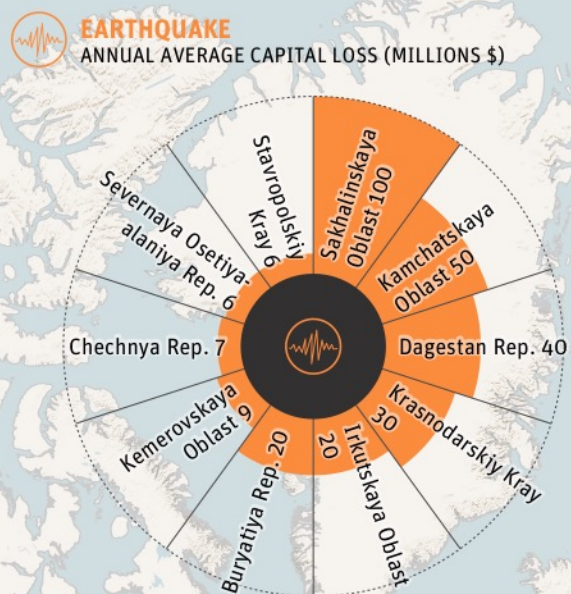 EARTHQUAKE
ANNUAL AVERAGE CAPITAL LOSS (MILLIONS $)
Sakhalinskaya
Oblast 100
Kamchatskaya
Oblast 50
Dagestan Rep. 40
Krasnodarskiy Kray
30
Irkutskaya Oblast
20
Buryatiya Rep. 20
Kemerovskaya
Oblast 9
Chechnya Rep. 7
Severnaya Osetiya-
alaniya Rep. 6
Stavropolskiy
Kray 6